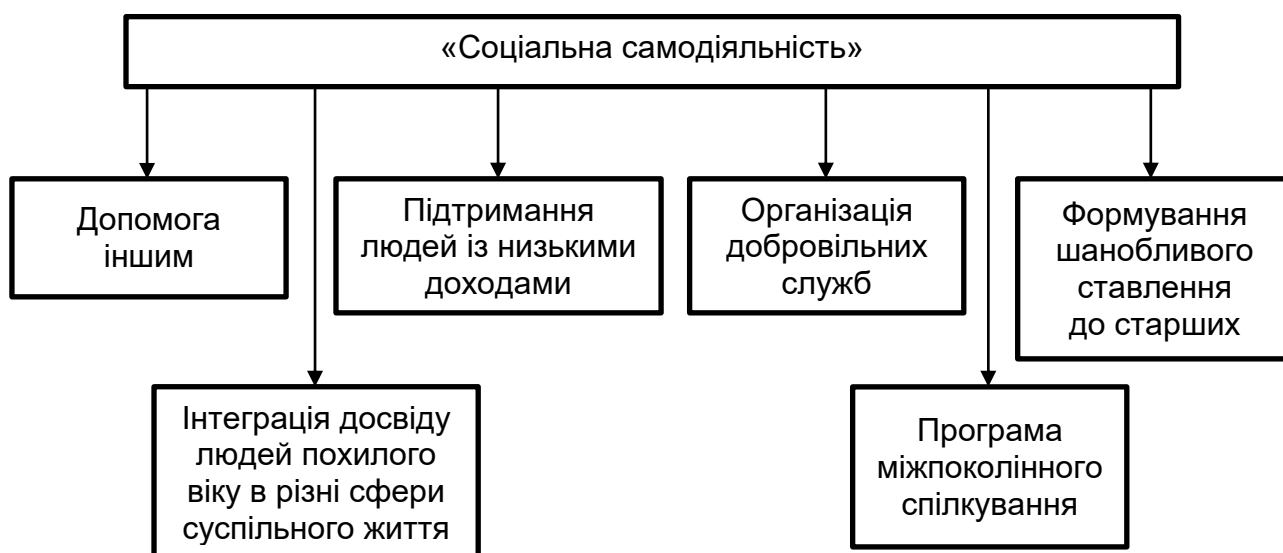 «Соціальна самодіяльність»
Допомога
іншим
Підтримання
людей із низькими
доходами
Організація
добровільних
служб
Формування
шанобливого
ставлення
до старших
Інтеграція досвіду
людей похилого
віку в різні сфери
суспільного життя
Програма
міжпоколінного
спілкування